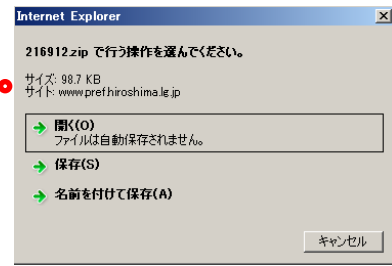 Internet Explorer
216912.zip で行う操作を選んでください。
サイズ: 98.7 KB
サイト: www.pref.hiroshima.lg.jp
開く(O)
ファイルは自動保存されません。
保存(S)
名前を付けて保存(A)
キャンセル